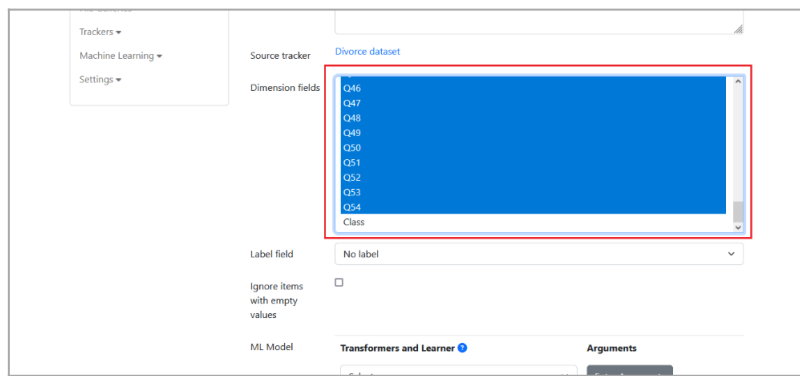 Trackers
Machine Learning
Settings
Source tracker
Divorce dataset
Dimension fields
Q46
Q47
Q48
Q49
Q50
Q51
Q52
Q53
Q54
Class
Label field
No label
Ignore items
with empty
values
ML Model
Transformers and Learner ?
Arguments